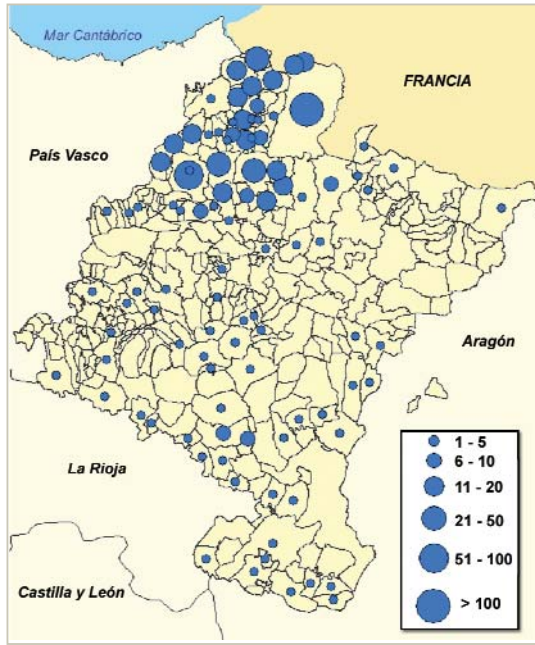 Mar Cantábrico
FRANCIA
País Vasco
Aragón
La Rioja
Castilla y León
1 - 5
6 - 10
11 - 20
21 - 50
51 - 100
> 100